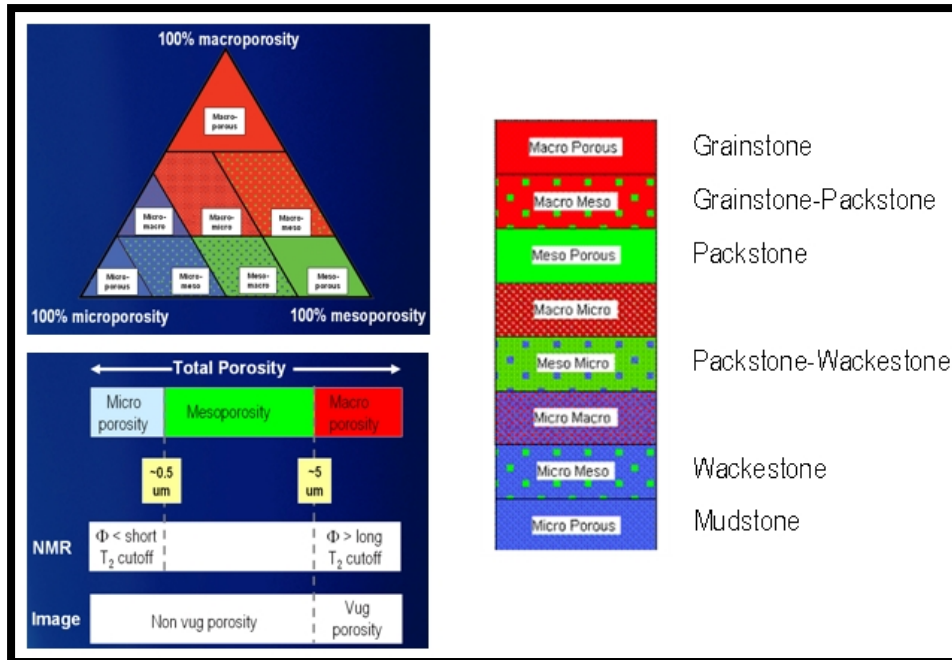 100% macroporosity
Macro-
porous
Micro-
macro
Macro-
micro
Macro-
meso
Micro-
porous
Micro-
meso
Meso-
macro
Meso-
porous
100% microporosity
100% mesoporosity
Total Porosity
Micro
porosity
Mesoporosity
Macro
porosity
~0.5
um
~5
um
NMR
Φ < short
T₂ cutoff
Φ > long
T₂ cutoff
Image
Non vug porosity
Vug
porosity
Macro Porous
Grainstone
Macro Meso
Grainstone-Packstone
Meso Porous
Packstone
Macro Micro
Meso Micro
Packstone-Wackestone
Micro Macro
Micro Meso
Wackestone
Micro Porous
Mudstone